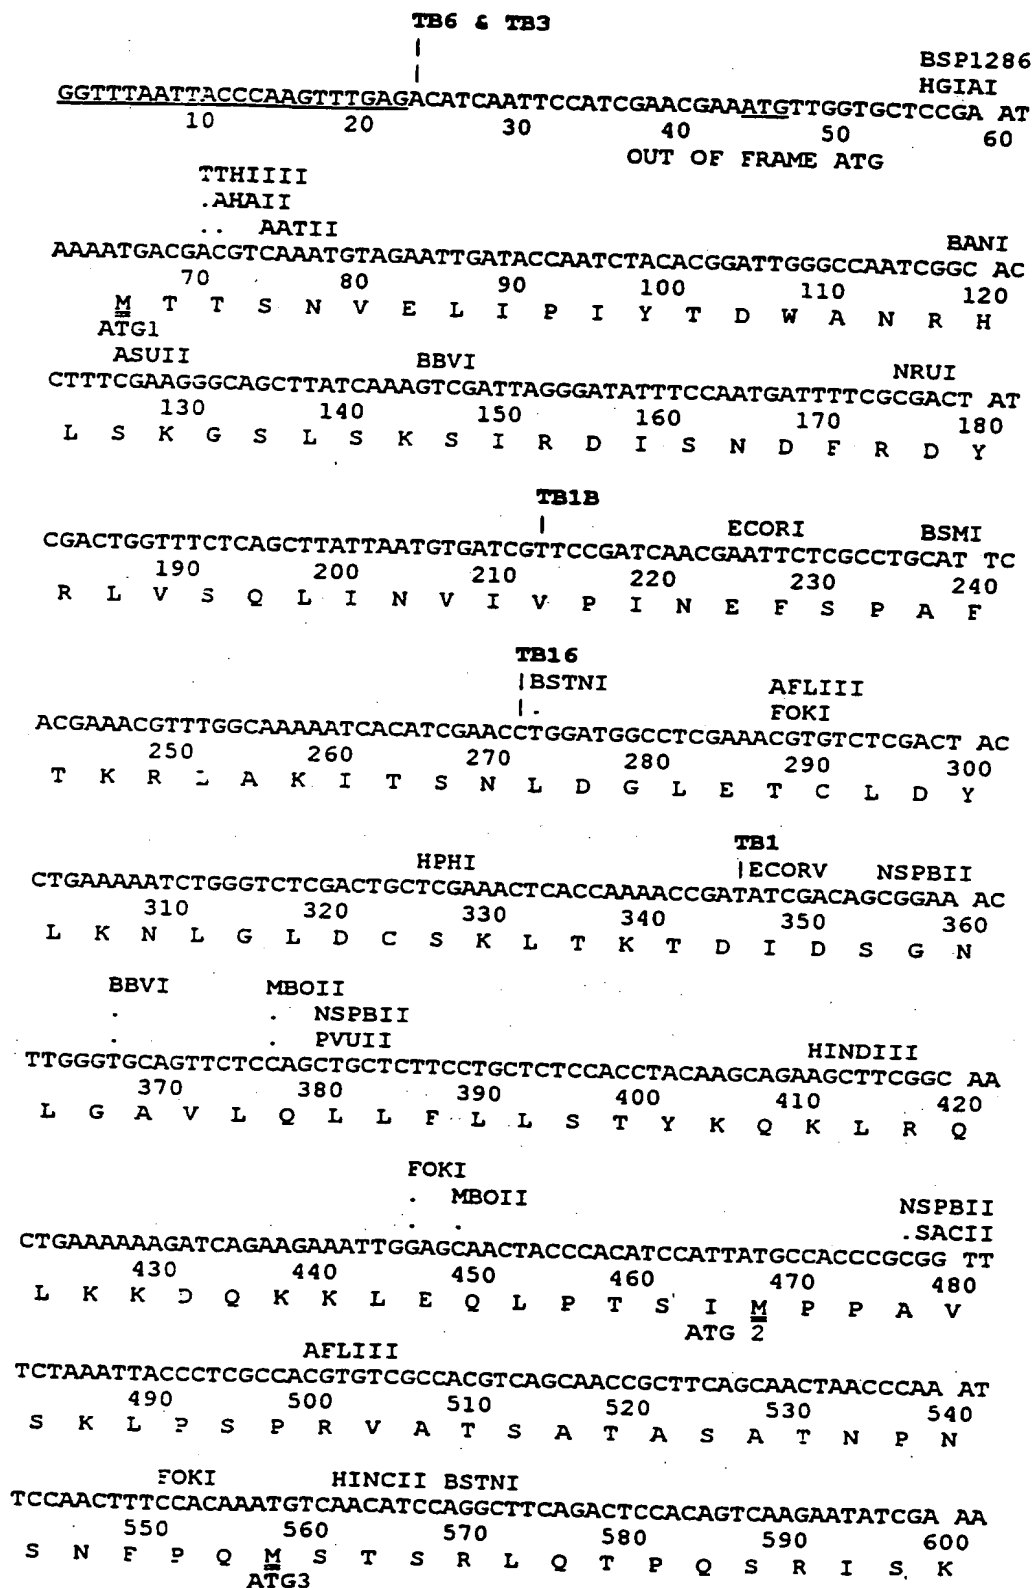 TB6 & TB3
BSP1286
HGIAI
GGTTTAATTACCCAAGTTTGAGACATCAATTCCATCGAACGAAATGTTGGTGCTCCGA AT
10 20 30 40 50 60
OUT OF FRAME ATG
TTHIIII
.AHAII
.. AATII BANI
AAAATGACGACGTCAAATGTAGAATTGATACCAATCTACACGGATTGGGCCAATCGGC AC
70 80 90 100 110 120
M T T S N V E L I P I Y T D W A N R H
ATG1
ASUII BBVI NRUI
CTTTCGAAGGGCAGCTTATCAAAGTCGATTAGGGATATTTCCAATGATTTTCGCGACT AT
130 140 150 160 170 180
L S K G S L S K S I R D I S N D F R D Y
TB1B
| ECORI BSMI
CGACTGGTTTCTCAGCTTATTAATGTGATCGTTCCGATCAACGAATTCTCGCCTGCAT TC
190 200 210 220 230 240
R L V S Q L I N V I V P I N E F S P A F
TB16
|BSTNI AFLIII
|. FOKI
ACGAAACGTTTGGCAAAAATCACATCGAACCTGGATGGCCTCGAAACGTGTCTCGACT AC
250 260 270 280 290 300
T K R L A K I T S N L D G L E T C L D Y
TB1
HPHI |ECORV NSPBII
CTGAAAAATCTGGGTCTCGACTGCTCGAAACTCACCAAAACCGATATCGACAGCGGAA AC
310 320 330 340 350 360
L K N L G L D C S K L T K T D I D S G N
BBVI MBOII
. . NSPBII
. . PVUII HINDIII
TTGGGTGCAGTTCTCCAGCTGCTCTTCCTGCTCTCCACCTACAAGCAGAAGCTTCGGC AA
370 380 390 400 410 420
L G A V L Q L L F L L S T Y K Q K L R Q
FOKI
. MBOII NSPBII
. . .SACII
CTGAAAAAAGATCAGAAGAAATTGGAGCAACTACCCACATCCATTATGCCACCCGCGG TT
430 440 450 460 470 480
L K K D Q K K L E Q L P T S I M P P A V
ATG 2
AFLIII
TCTAAATTACCCTCGCCACGTGTCGCCACGTCAGCAACCGCTTCAGCAACTAACCCAA AT
490 500 510 520 530 540
S K L P S P R V A T S A T A S A T N P N
FOKI HINCII BSTNI
TCCAACTTTCCACAAATGTCAACATCCAGGCTTCAGACTCCACAGTCAAGAATATCGA AA
550 560 570 580 590 600
S N F P Q M S T S R L Q T P Q S R I S K
ATG3